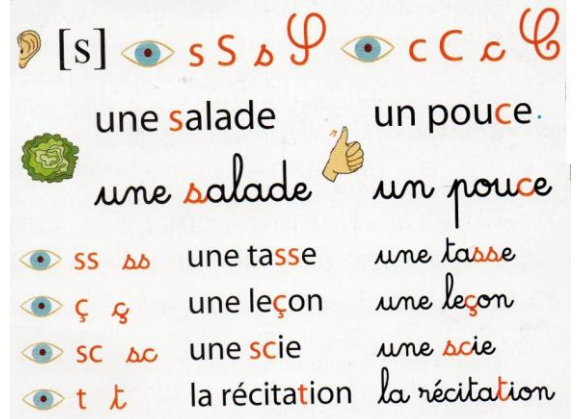 [s] s S s S c C c C
une salade un pouce
une salade un pouce
ss ss une tasse une tasse
ç ç une leçon une leçon
sc sc une scie une scie
t t la récitation la récitation